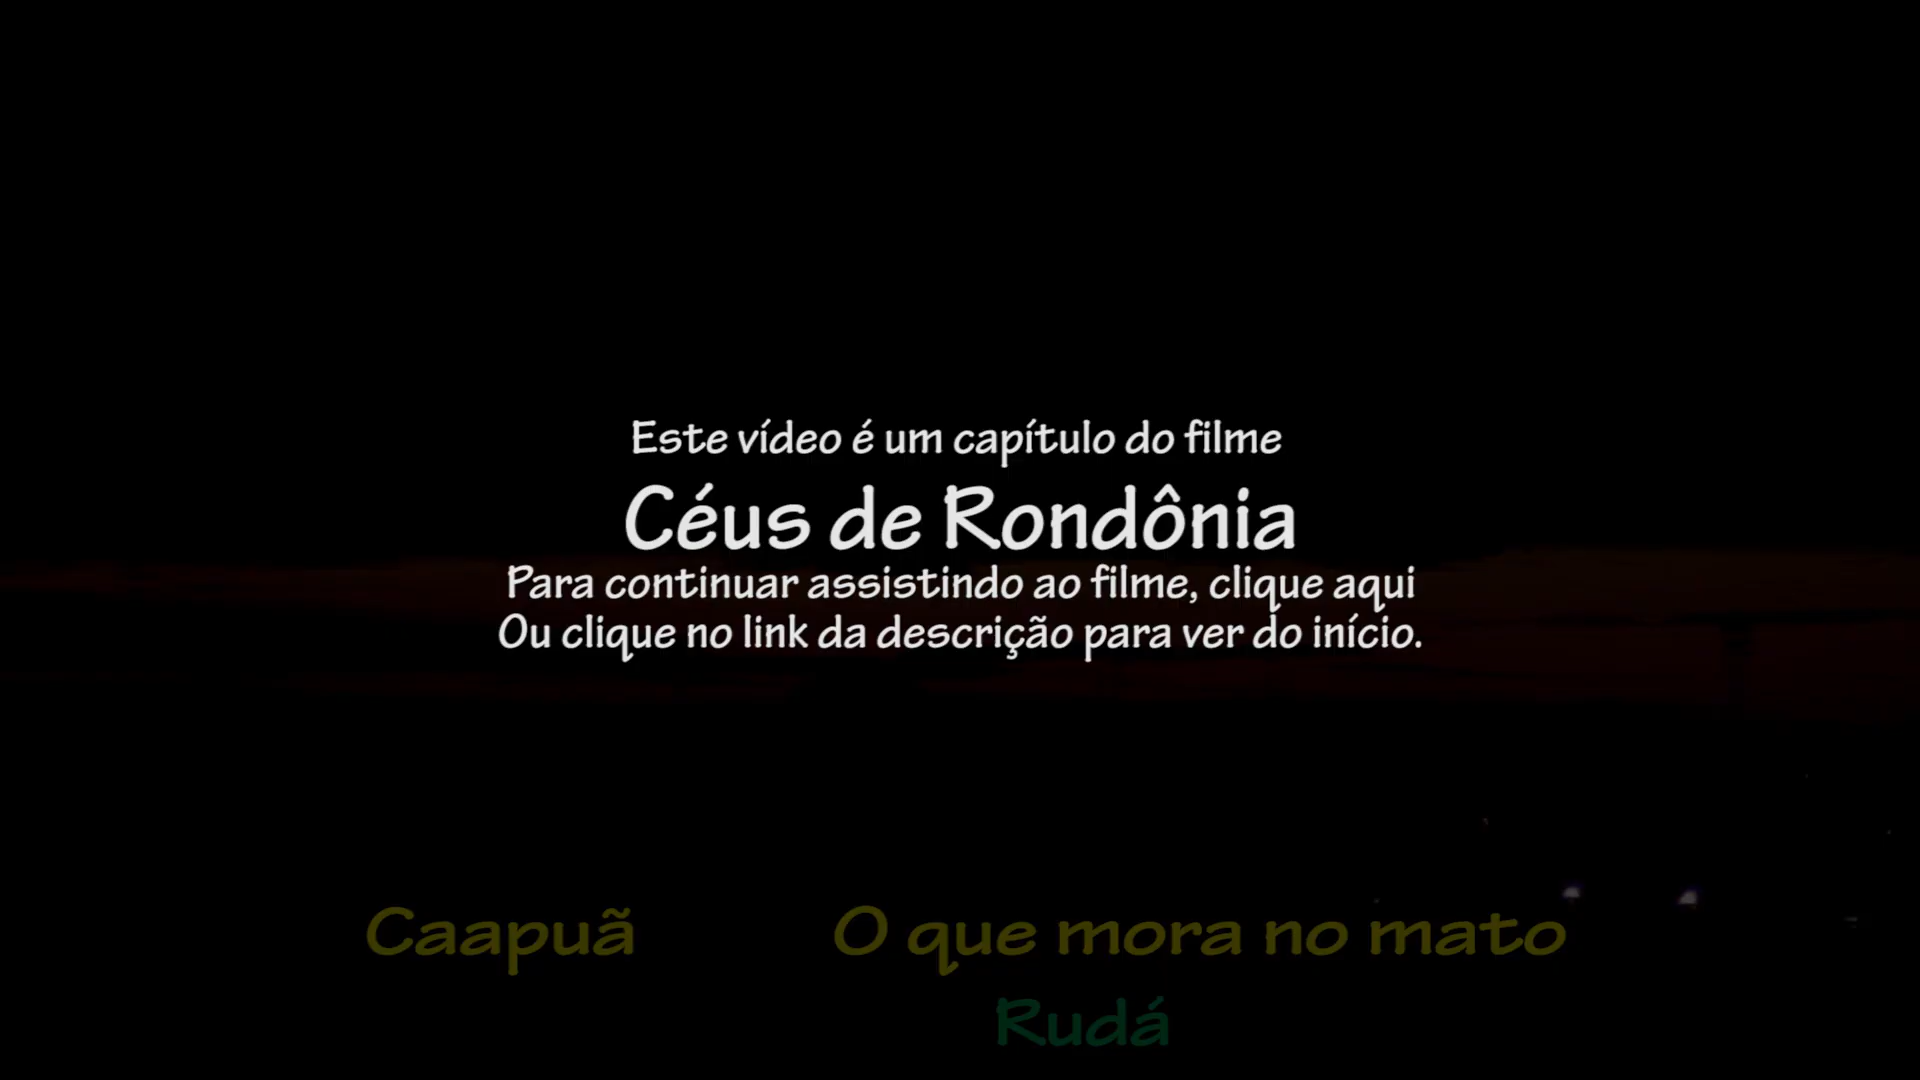 Este vídeo é um capítulo do filme
Céus de Rondônia
Para continuar assistindo ao filme, clique aqui
Ou clique no link da descrição para ver do início.
Caapuã O que mora no mato
Rudá